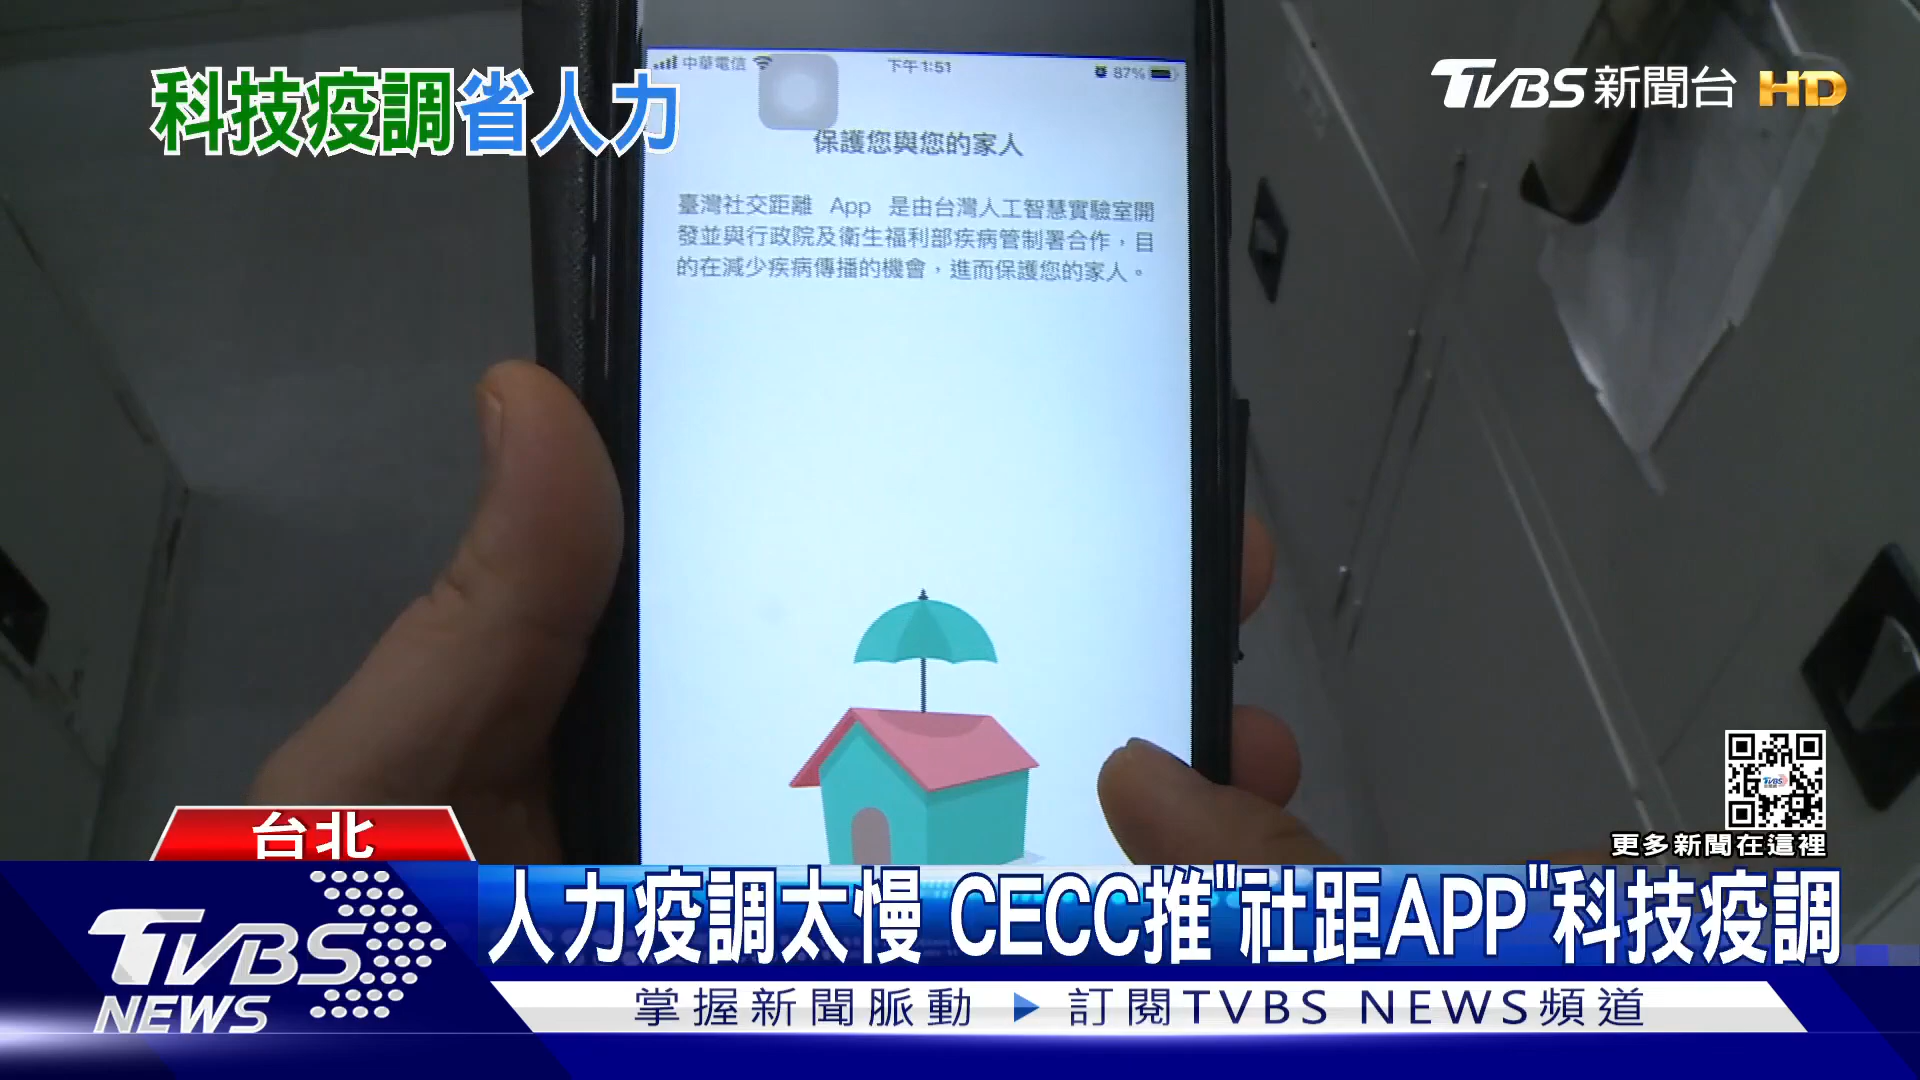 科技疫調省人力
TVBS新聞台 HD
中華電信 下午1:51 87%
保護您與您的家人
臺灣社交距離 App 是由台灣人工智慧實驗室開
發並與行政院及衛生福利部疾病管制署合作，目
的在減少疾病傳播的機會，進而保護您的家人。
TVBS
更多新聞在這裡
台北
人力疫調太慢 CECC推"社距APP"科技疫調
TVBS
NEWS
掌握新聞脈動 ▶ 訂閱TVBS NEWS頻道